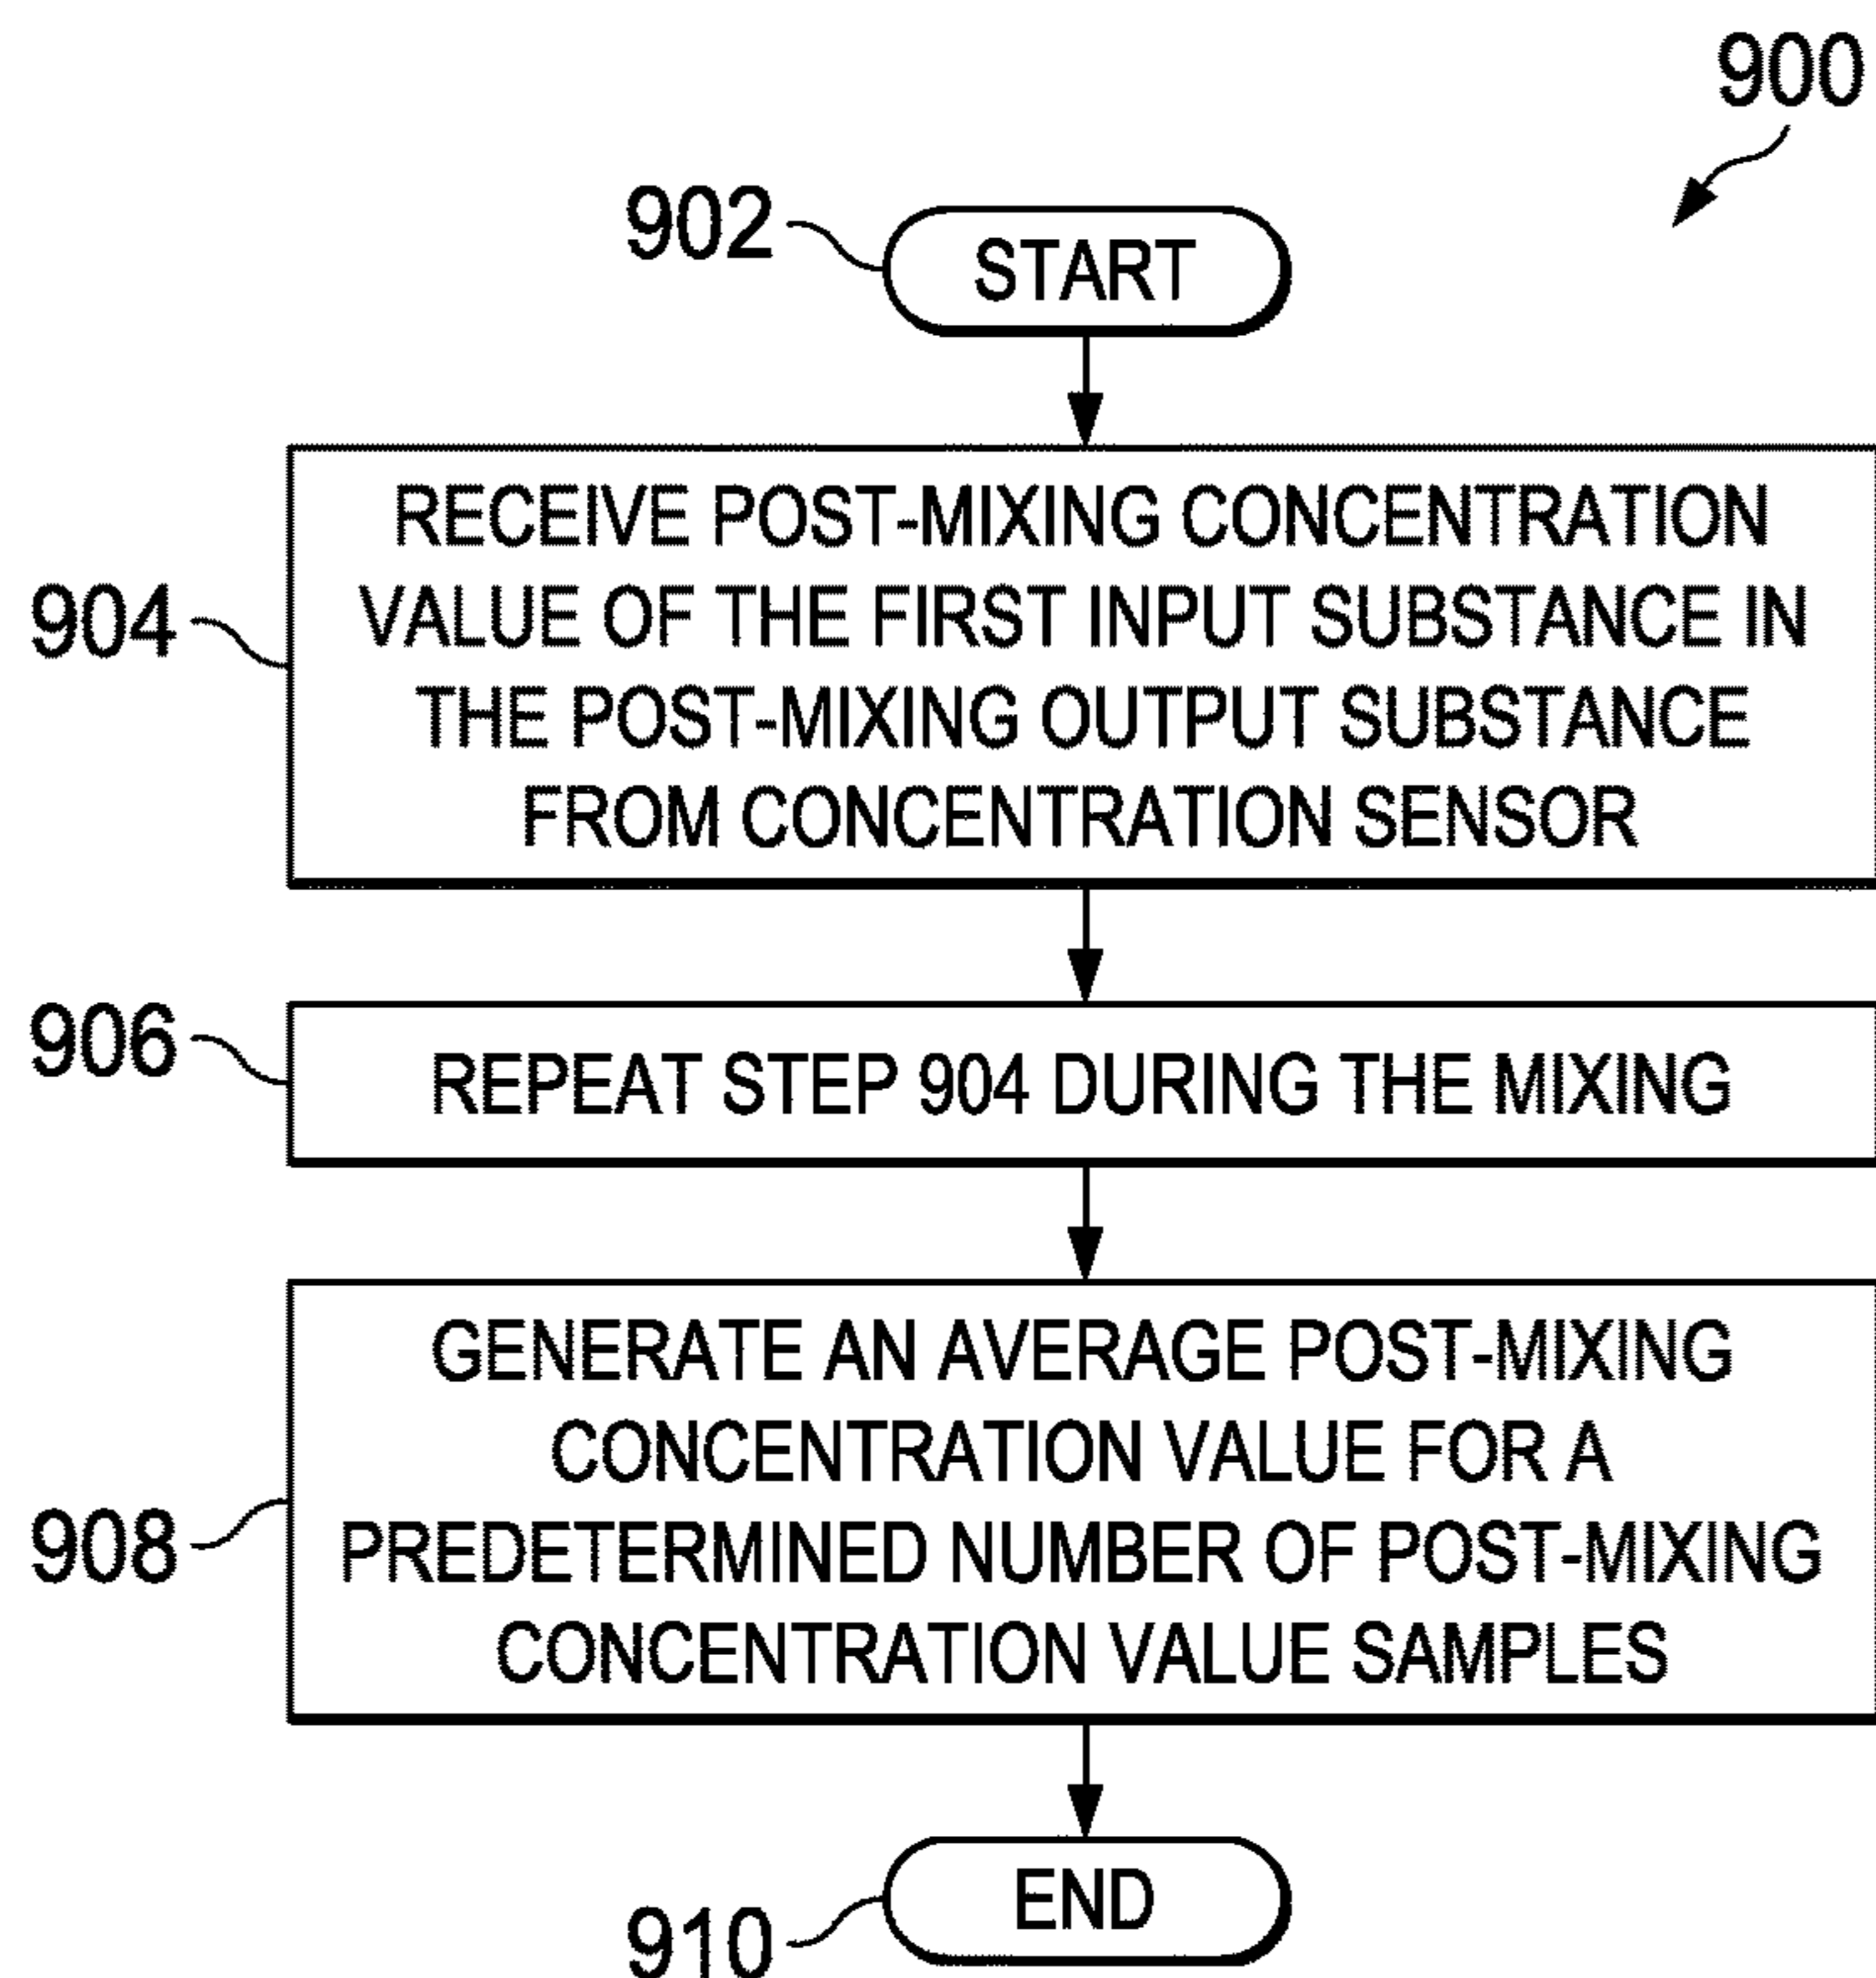 900
902
START
904
RECEIVE POST-MIXING CONCENTRATION
VALUE OF THE FIRST INPUT SUBSTANCE IN
THE POST-MIXING OUTPUT SUBSTANCE
FROM CONCENTRATION SENSOR
906
REPEAT STEP 904 DURING THE MIXING
908
GENERATE AN AVERAGE POST-MIXING
CONCENTRATION VALUE FOR A
PREDETERMINED NUMBER OF POST-MIXING
CONCENTRATION VALUE SAMPLES
END
910